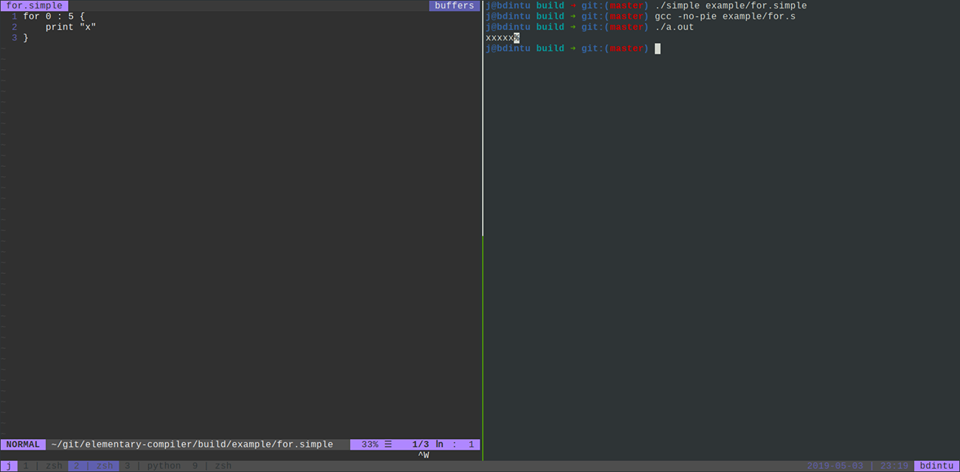 for.simple buffers
1 for 0 : 5 {
2 print "x"
3 }
NORMAL ~/git/elementary-compiler/build/example/for.simple 33% ☰ 1/3 ㏑ : 1
^W
j@bdintu build ➜ git:(master) ./simple example/for.simple
j@bdintu build ➜ git:(master) gcc -no-pie example/for.s
j@bdintu build ➜ git:(master) ./a.out
xxxxx%
j@bdintu build ➜ git:(master)
j 1 | zsh 2 | zsh 3 | python 9 | zsh 2019-05-03 | 23:19 bdintu